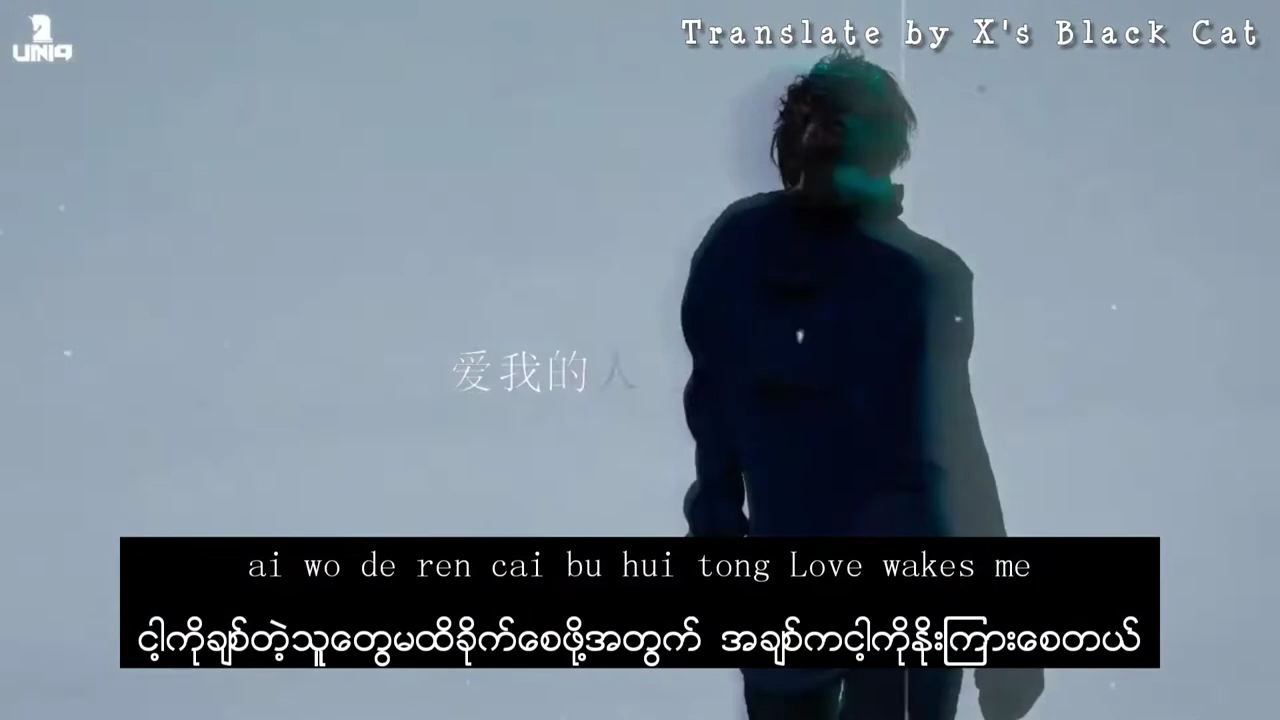 UNIQ
Translate by X's Black Cat
爱我的人
ai wo de ren cai bu hui tong Love wakes me
ငါ့ကိုချစ်တဲ့သူတွေမထိခိုက်စေဖို့အတွက် အချစ်ကငါ့ကိုနိုးကြားစေတယ်